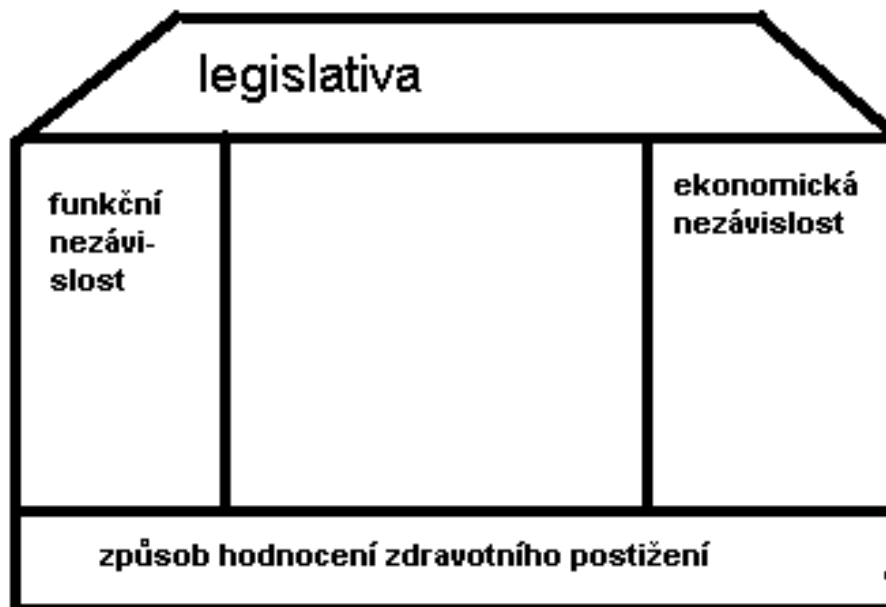 legislativa
funkční
nezávi-
slost
ekonomická
nezávislost
způsob hodnocení zdravotního postižení